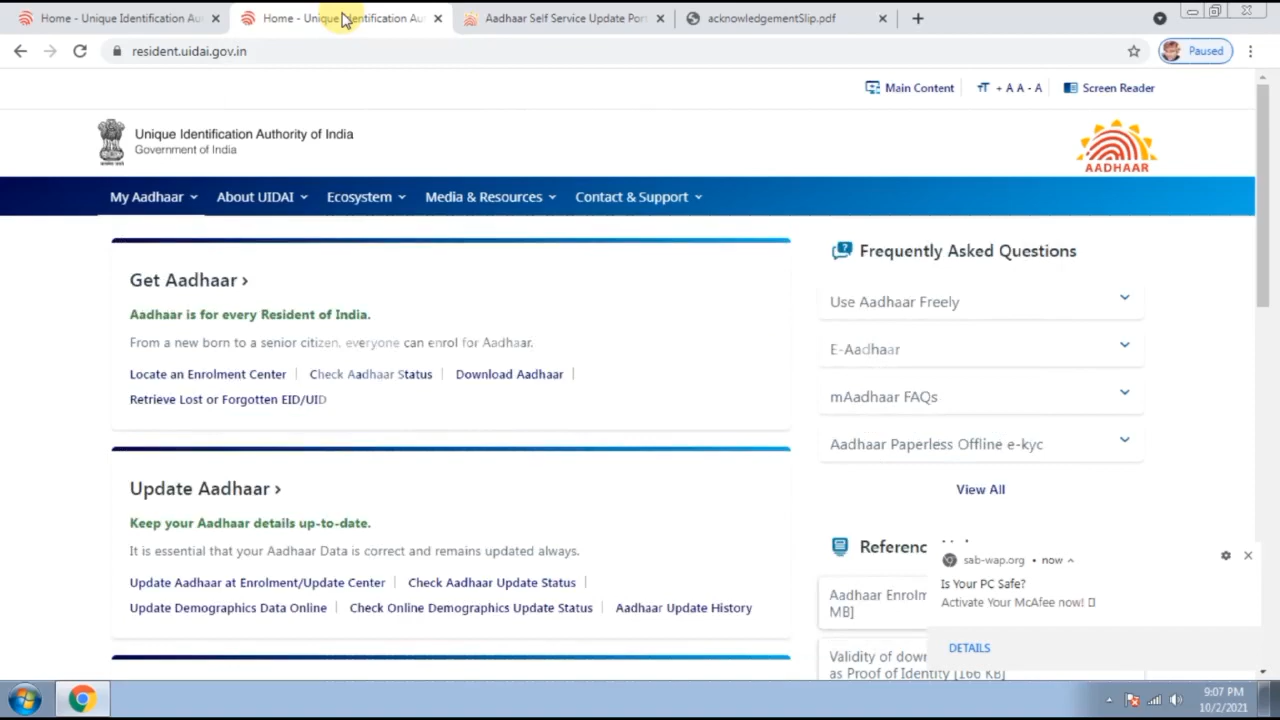 Home - Unique Identification Au
Home - Unique Identification Au
Aadhaar Self Service Update Por
acknowledgementSlip.pdf
resident.uidai.gov.in
Paused
Main Content
TT + A A - A
Screen Reader
Unique Identification Authority of India
Government of India
AADHAAR
My Aadhaar
About UIDAI
Ecosystem
Media & Resources
Contact & Support
Get Aadhaar ›
Aadhaar is for every Resident of India.
From a new born to a senior citizen, everyone can enrol for Aadhaar.
Locate an Enrolment Center | Check Aadhaar Status | Download Aadhaar |
Retrieve Lost or Forgotten EID/UID
Update Aadhaar ›
Keep your Aadhaar details up-to-date.
It is essential that your Aadhaar Data is correct and remains updated always.
Update Aadhaar at Enrolment/Update Center | Check Aadhaar Update Status |
Update Demographics Data Online | Check Online Demographics Update Status | Aadhaar Update History
Frequently Asked Questions
Use Aadhaar Freely
E-Aadhaar
mAadhaar FAQs
Aadhaar Paperless Offline e-kyc
View All
Referenc
Aadhaar Enrolm
MB]
Validity of down
as Proof of Identity [166 KB]
sab-wap.org • now
Is Your PC Safe?
Activate Your McAfee now!
DETAILS
9:07 PM
10/2/2021